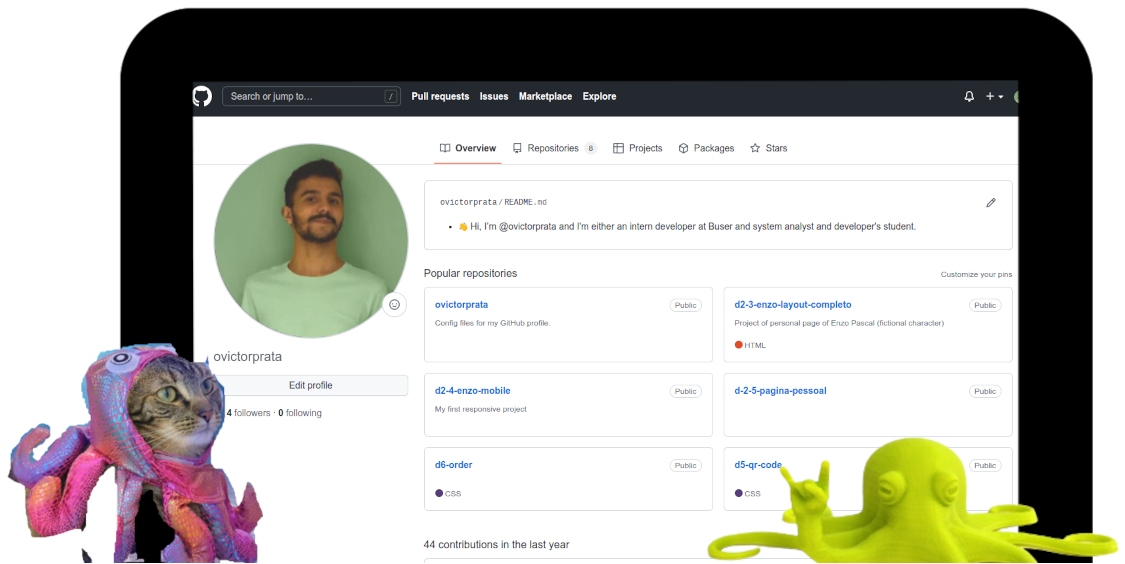 Search or jump to… / Pull requests Issues Marketplace Explore
Overview Repositories 8 Projects Packages Stars
ovictorprata/README.md
👋 Hi, I'm @ovictorprata and I'm either an intern developer at Buser and system analyst and developer's student.
Popular repositories Customize your pins
ovictorprata Public
Config files for my GitHub profile.
d2-3-enzo-layout-completo Public
Project of personal page of Enzo Pascal (fictional character)
HTML
ovictorprata
Edit profile
4 followers · 0 following
d2-4-enzo-mobile Public
My first responsive project
d-2-5-pagina-pessoal Public
d6-order Public
CSS
d5-qr-code Public
CSS
44 contributions in the last year